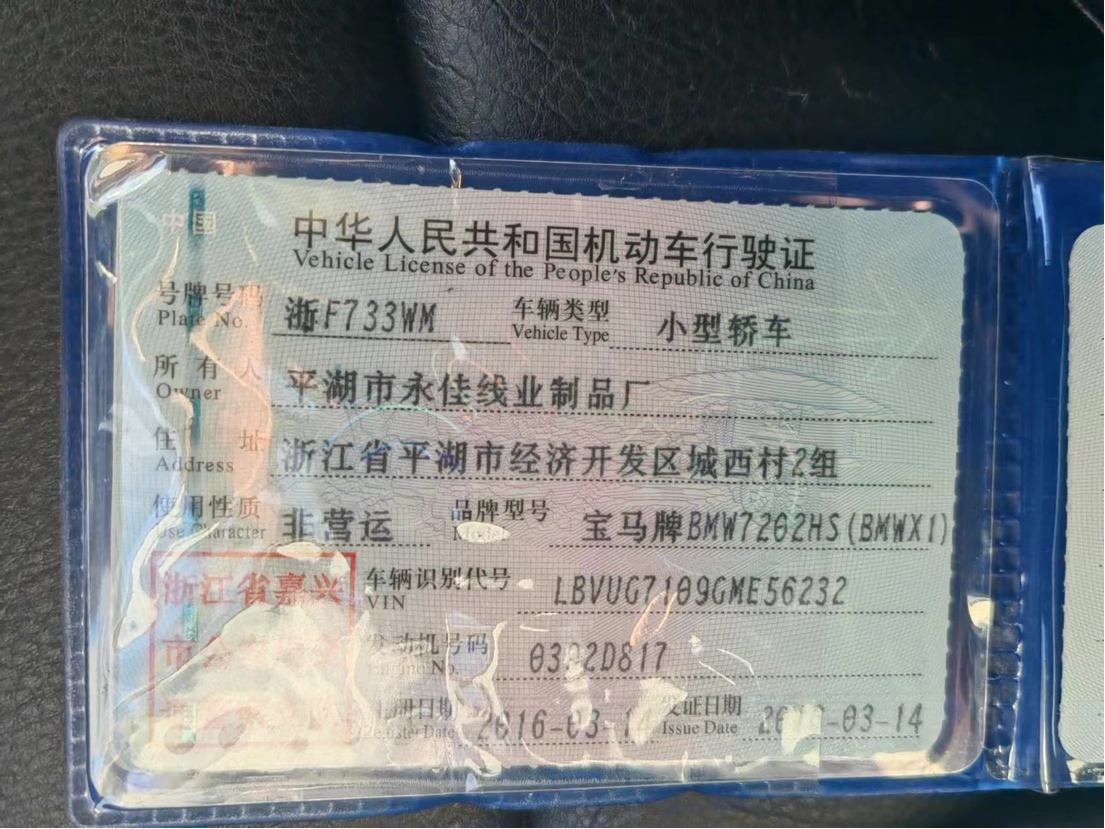 中国
中华人民共和国机动车行驶证
Vehicle License of the People's Republic of China
号牌号码 浙F733WM 车辆类型 小型轿车
Plate No. Vehicle Type
所有人 平湖市永佳线业制品厂
Owner
住址 浙江省平湖市经济开发区城西村2组
Address
使用性质 非营运 品牌型号 宝马牌BMW7202HS(BMWX1)
Use Character Model
浙江省嘉兴
车辆识别代号 LBVUG7109GME56232
VIN
市
发动机号码
Engine No.
注册日期 发证日期
Register Date Issue Date